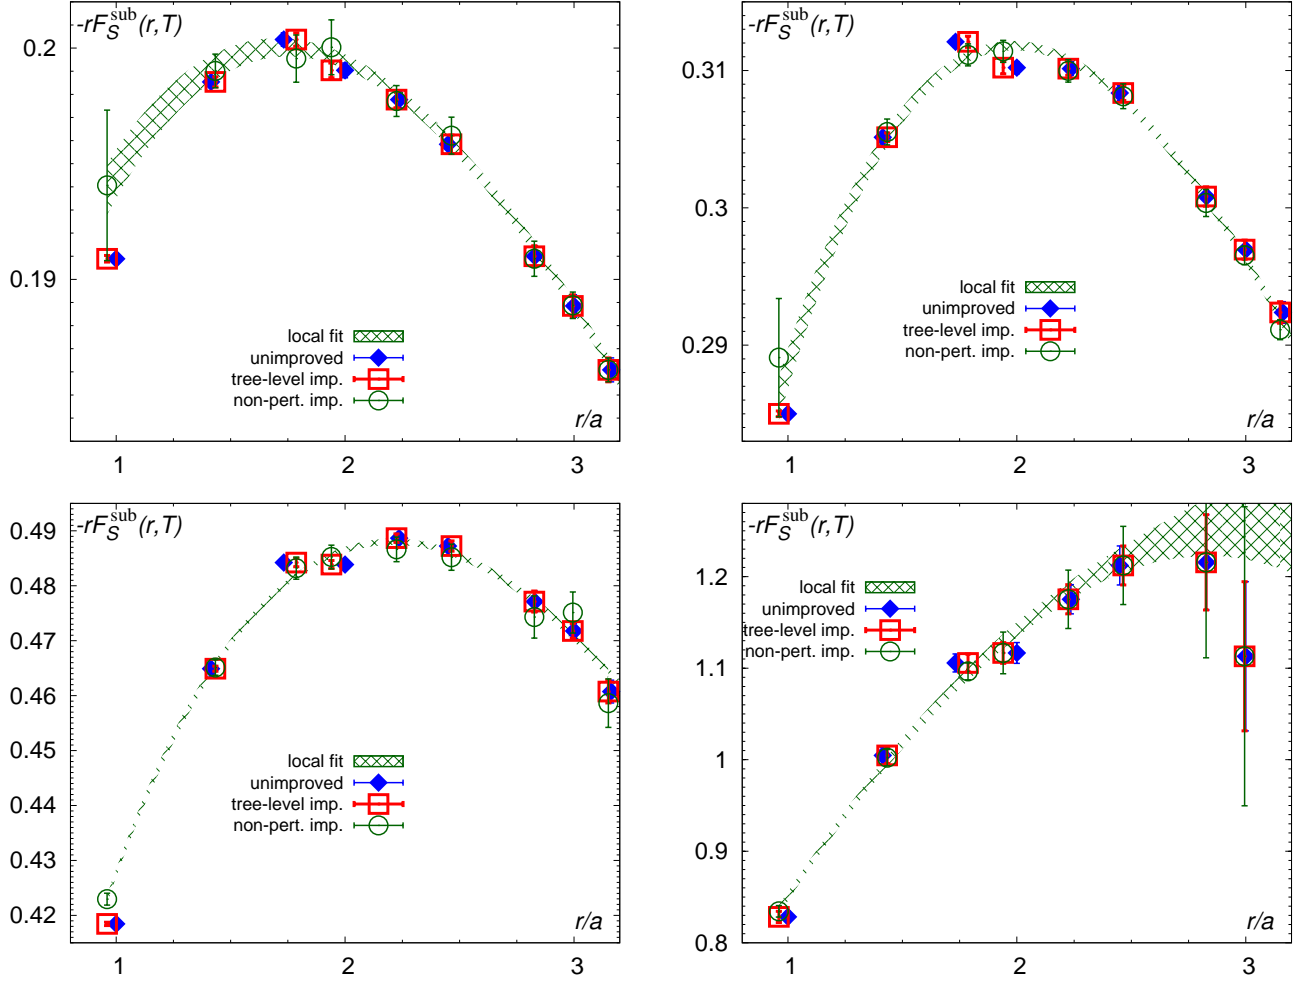 -rF_S^sub(r,T)
0.2
0.19
local fit
unimproved
tree-level imp.
non-pert. imp.
r/a
1 2 3
-rF_S^sub(r,T)
0.31
0.3
0.29
local fit
unimproved
tree-level imp.
non-pert. imp.
r/a
1 2 3
-rF_S^sub(r,T)
0.49
0.48
0.47
0.46
0.45
0.44
0.43
0.42
local fit
unimproved
tree-level imp.
non-pert. imp.
r/a
1 2 3
-rF_S^sub(r,T)
1.2
1.1
1
0.9
0.8
local fit
unimproved
tree-level imp.
non-pert. imp.
r/a
1 2 3